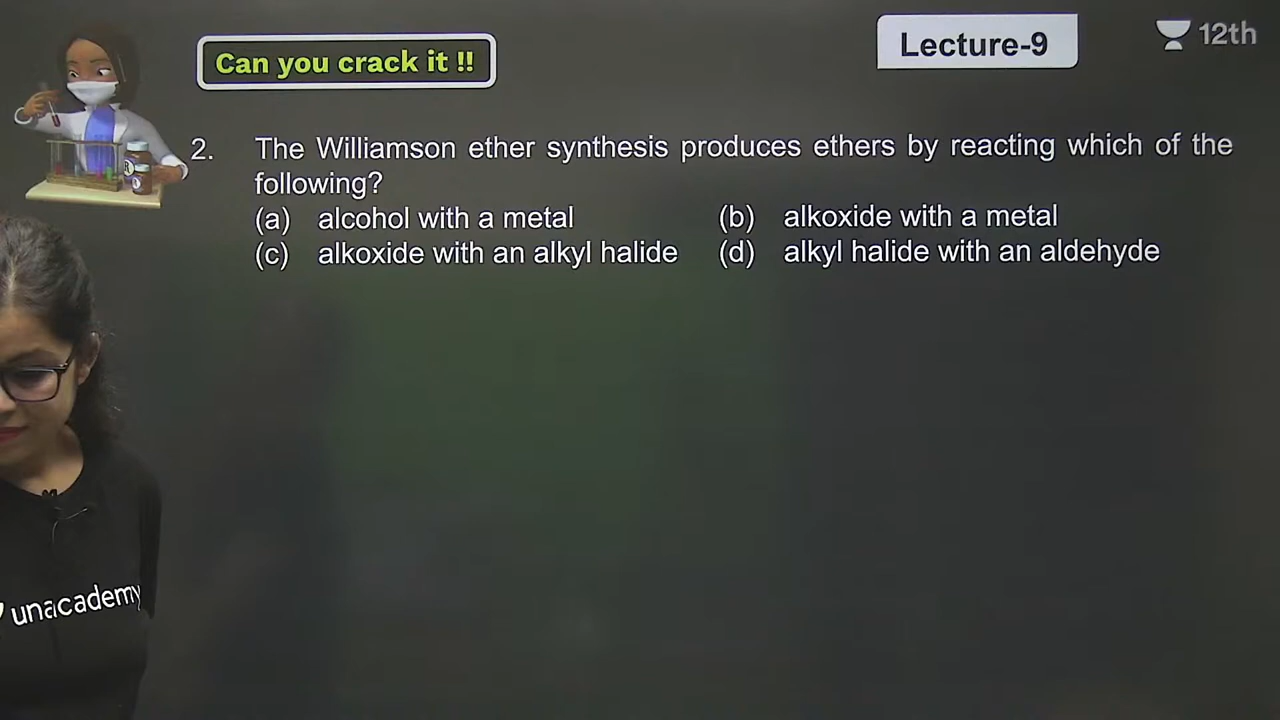 Can you crack it !!
Lecture-9
12th
2. The Williamson ether synthesis produces ethers by reacting which of the
following?
(a) alcohol with a metal (b) alkoxide with a metal
(c) alkoxide with an alkyl halide (d) alkyl halide with an aldehyde
unacademy